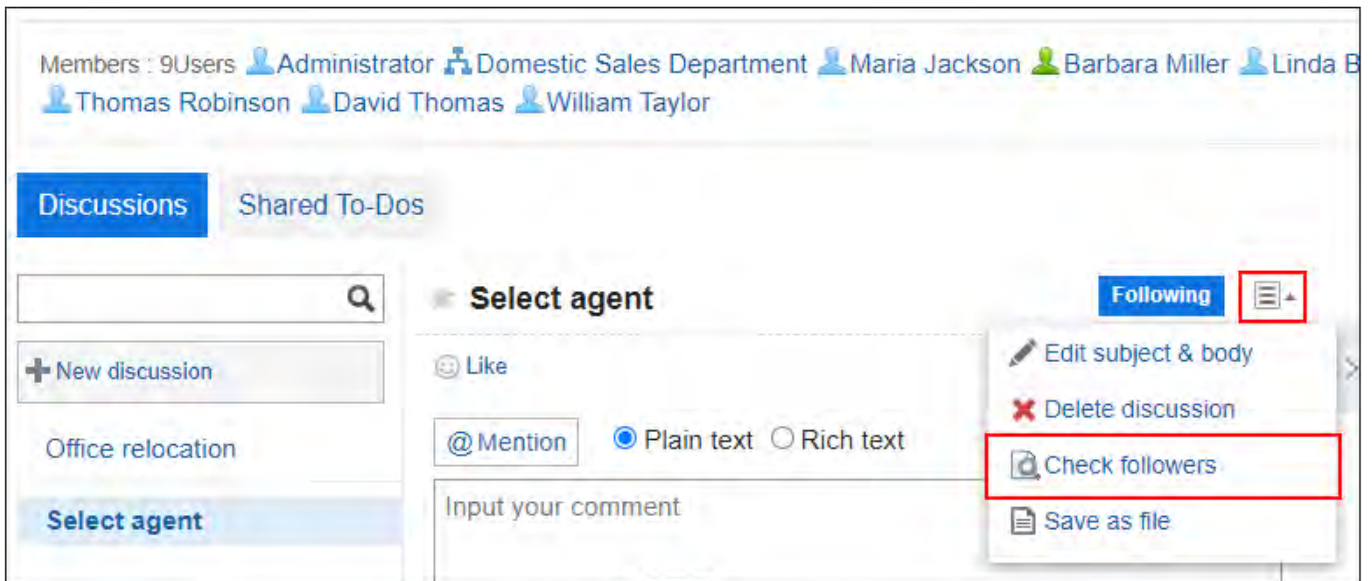 Members : 9Users Administrator Domestic Sales Department Maria Jackson Barbara Miller Linda B
Thomas Robinson David Thomas William Taylor
Discussions Shared To-Dos
Select agent Following
New discussion
Like
Edit subject & body
Delete discussion
Office relocation
@ Mention Plain text Rich text
Check followers
Select agent
Input your comment
Save as file